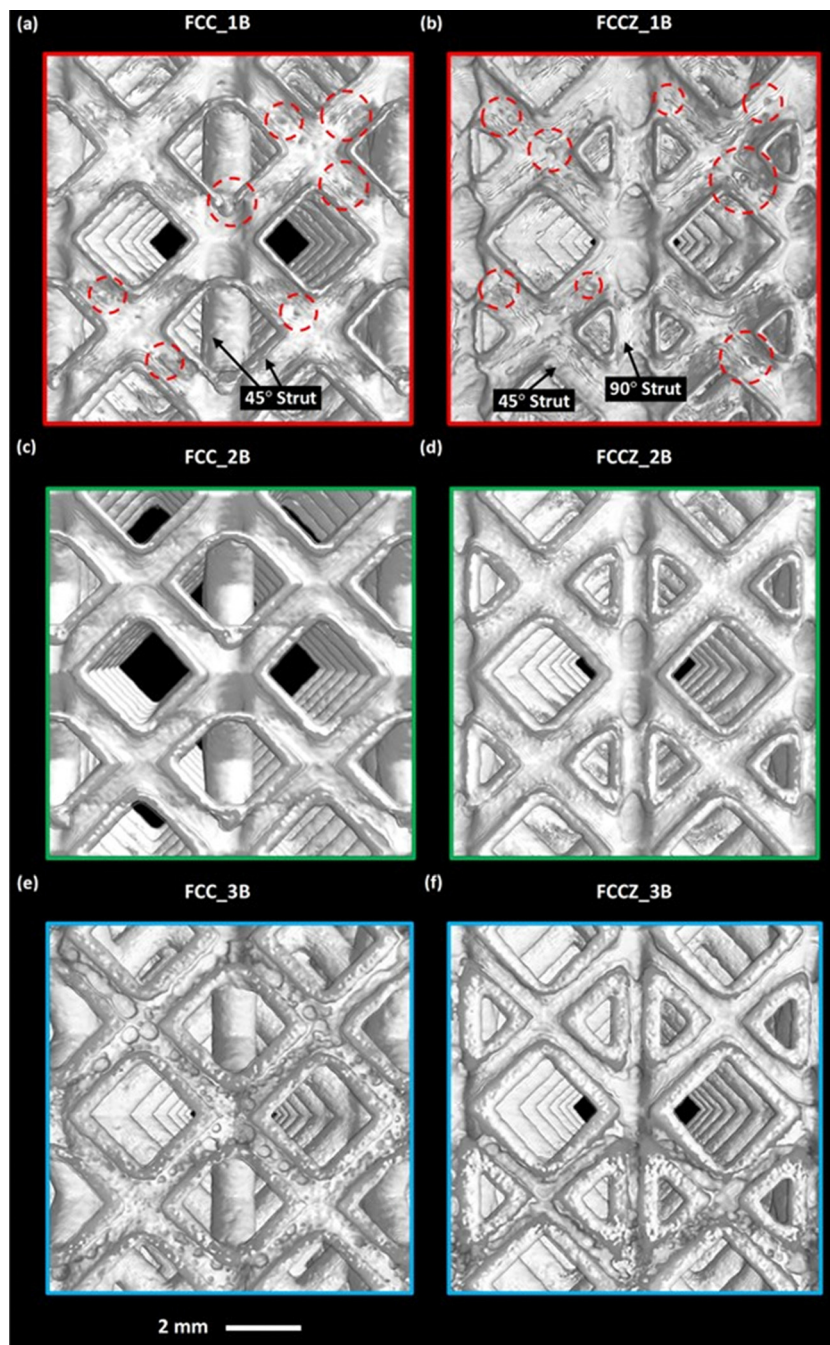 (a) FCC_1B
(b) FCCZ_1B
45° Strut
45° Strut
90° Strut
(c) FCC_2B
(d) FCCZ_2B
(e) FCC_3B
(f) FCCZ_3B
2 mm